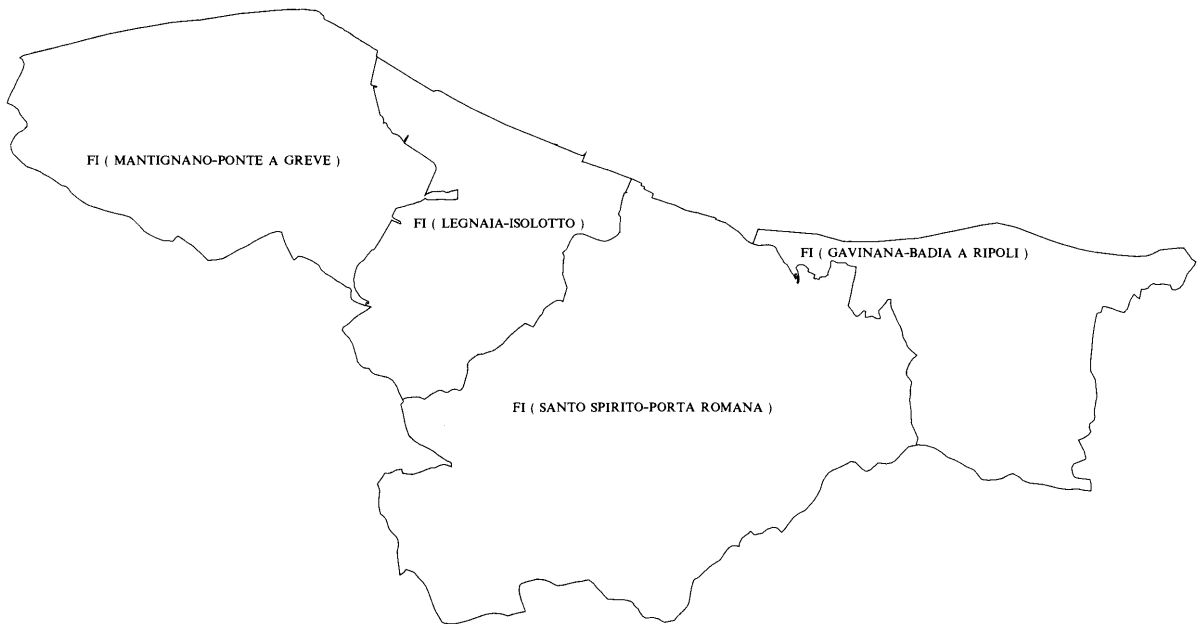 FI ( MANTIGNANO-PONTE A GREVE )
FI ( LEGNAIA-ISOLOTTO )
FI ( GAVINANA-BADIA A RIPOLI )
FI ( SANTO SPIRITO-PORTA ROMANA )